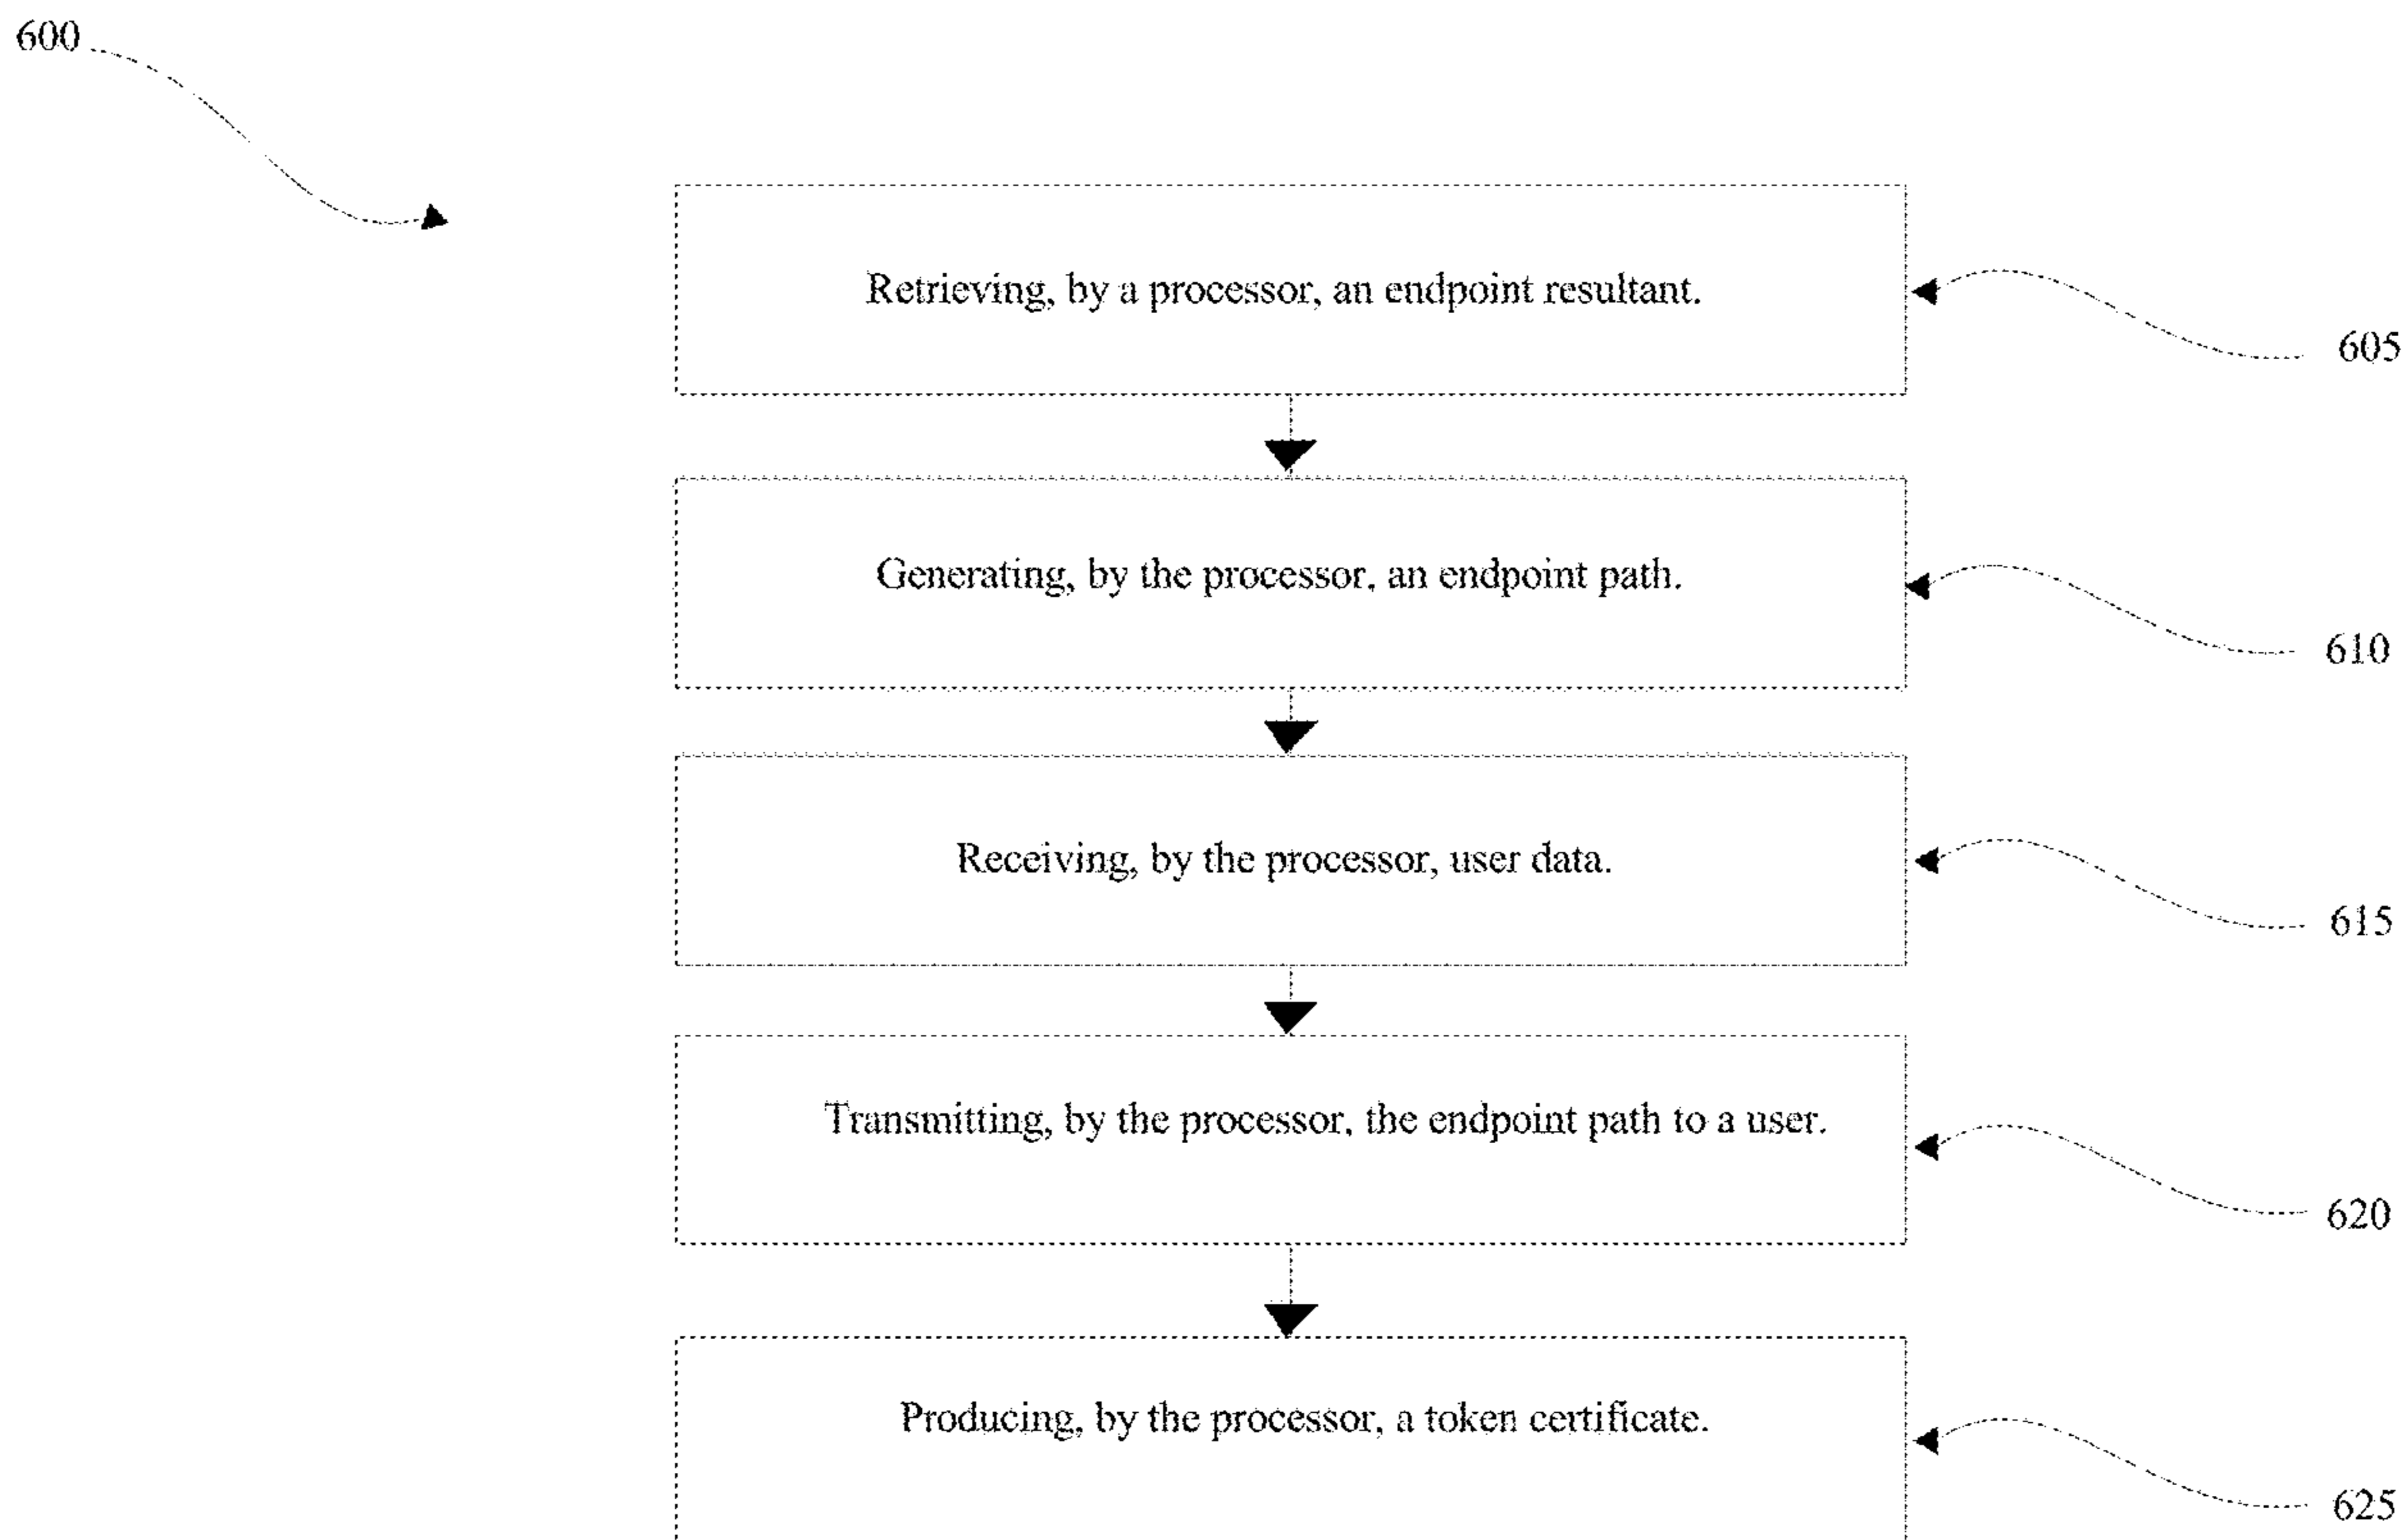 600
Retrieving, by a processor, an endpoint resultant.
605
Generating, by the processor, an endpoint path.
610
Receiving, by the processor, user data.
615
Transmitting, by the processor, the endpoint path to a user.
620
Producing, by the processor, a token certificate.
625